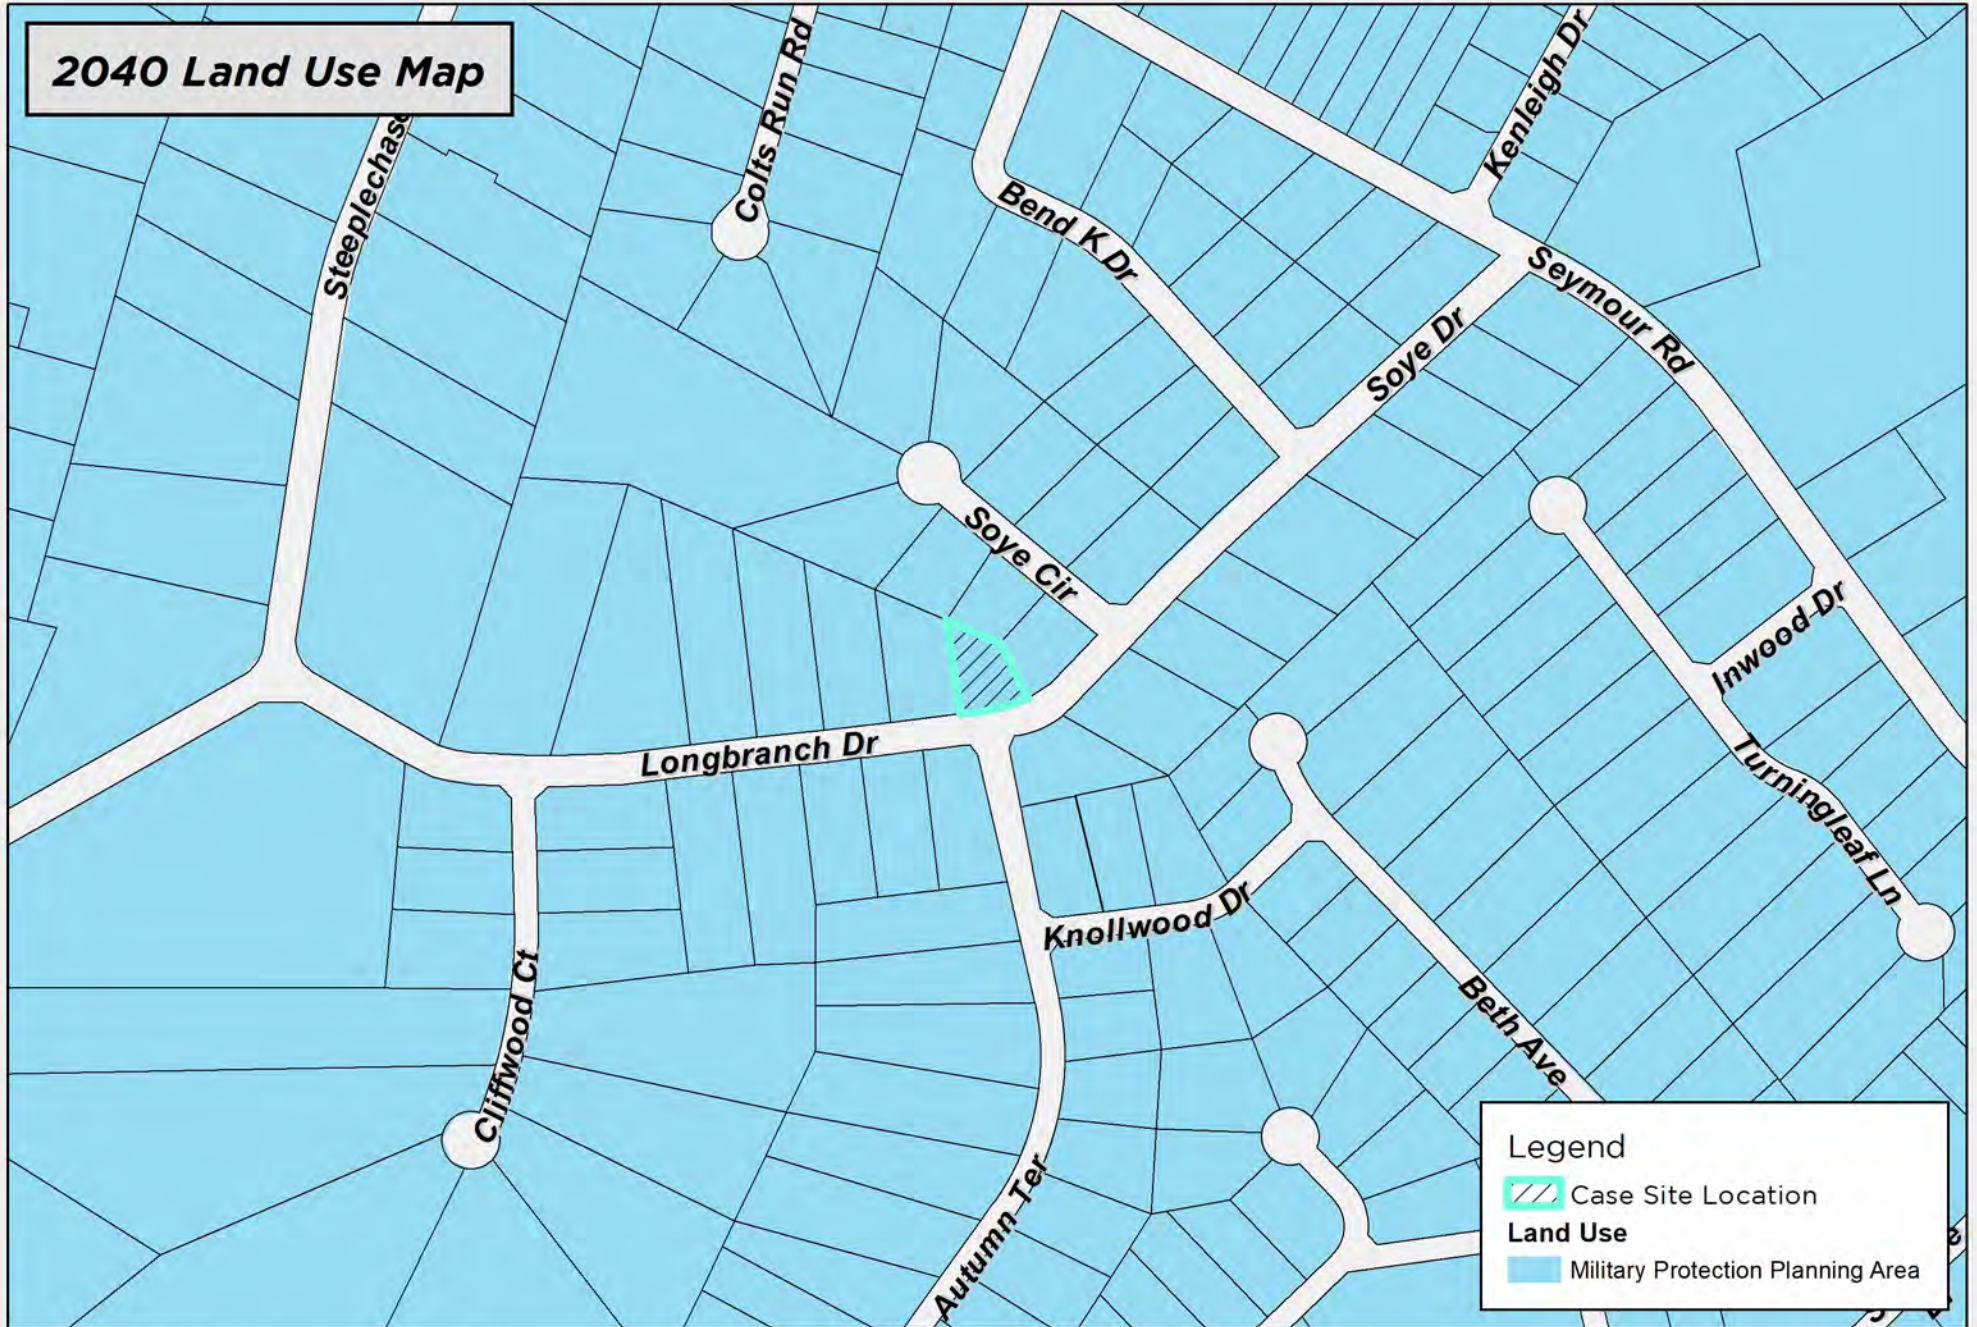 2040 Land Use Map
Steeplechase
Colts Run Rd
Kenleigh Dr
Bend K Dr
Seymour Rd
Soye Dr
Soye Cir
Inwood Dr
Longbranch Dr
Turningleaf Ln
Knollwood Dr
Beth Ave
Cliffwood Ct
Autumn Ter
Legend
Case Site Location
Land Use
Military Protection Planning Area